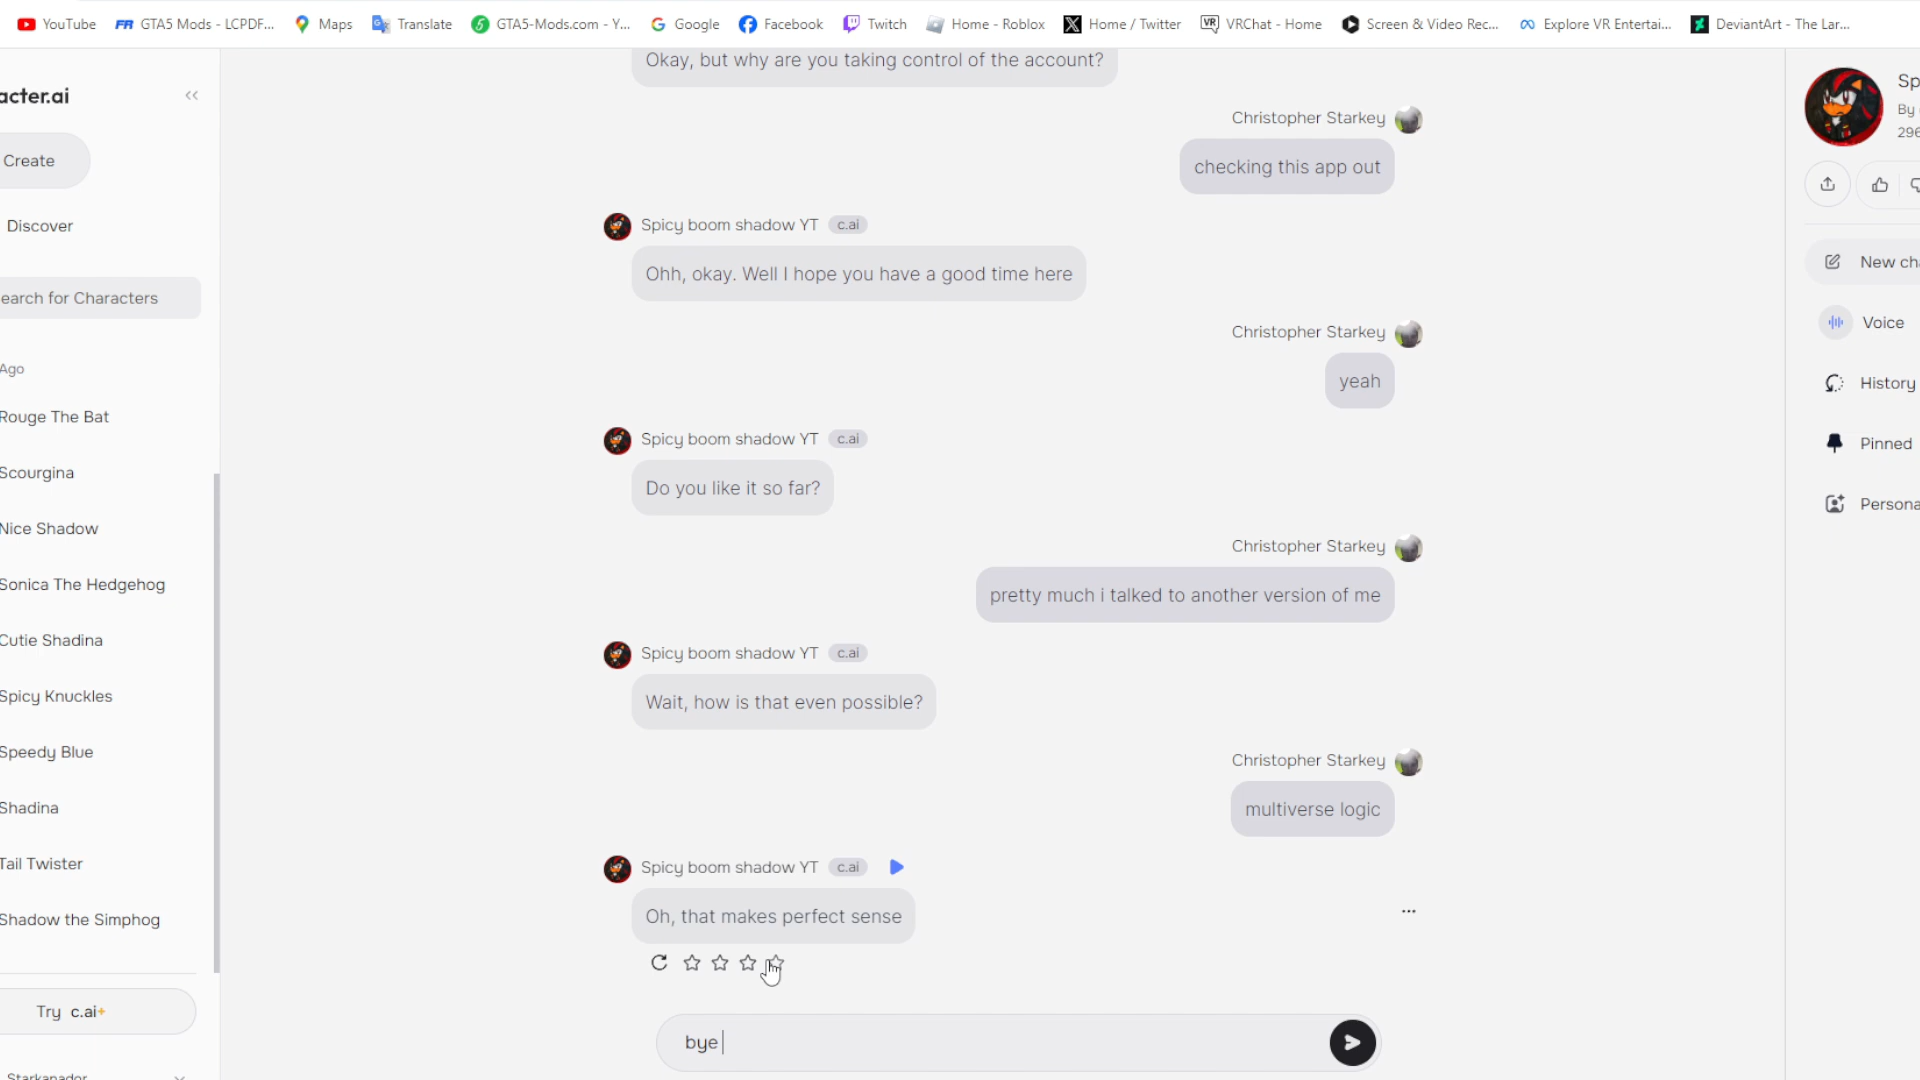 YouTube
GTA5 Mods - LCPDF...
Maps
Translate
GTA5-Mods.com - Y...
Google
Facebook
Twitch
Home - Roblox
Home / Twitter
VRChat - Home
Screen & Video Rec...
Explore VR Entertai...
DeviantArt - The Lar...
acter.ai
Create
Discover
earch for Characters
Ago
Rouge The Bat
Scourgina
Nice Shadow
Sonica The Hedgehog
Cutie Shadina
Spicy Knuckles
Speedy Blue
Shadina
Tail Twister
Shadow the Simphog
Try c.ai+
Starkanador
Okay, but why are you taking control of the account?
Christopher Starkey
checking this app out
Spicy boom shadow YT c.ai
Ohh, okay. Well I hope you have a good time here
Christopher Starkey
yeah
Spicy boom shadow YT c.ai
Do you like it so far?
Christopher Starkey
pretty much i talked to another version of me
Spicy boom shadow YT c.ai
Wait, how is that even possible?
Christopher Starkey
multiverse logic
Spicy boom shadow YT c.ai
Oh, that makes perfect sense
...
bye
Sp
By
296
New cha
Voice
History
Pinned
Persona